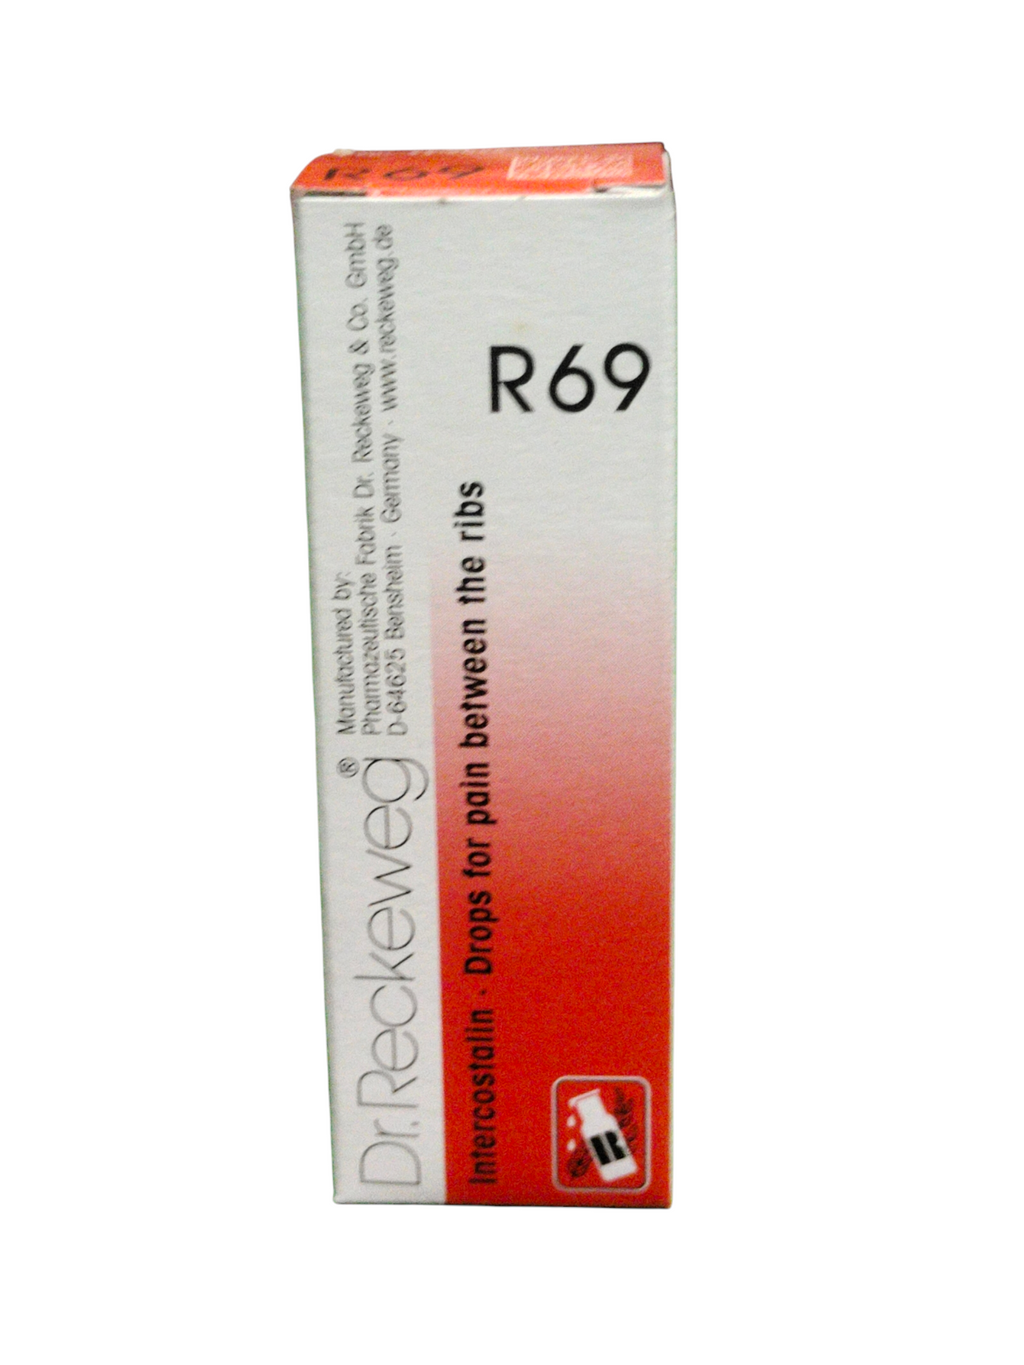 R69
R69
Dr.Reckeweg®
Manufactured by:
Pharmazeutische Fabrik Dr. Reckeweg & Co. GmbH
D-64625 Bensheim · Germany · www.reckeweg.de
Intercostalin · Drops for pain between the ribs
R